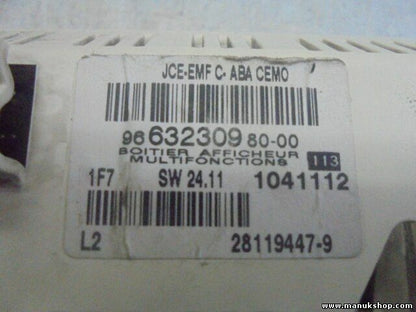 JCE-EMF C- ABA CEMO
96 632309 80-00
BOITIER AFFICHEUR
MULTIFONCTIONS 113
1F7 SW 24.11 1041112
L2 28119447-9
www.manukshop.com